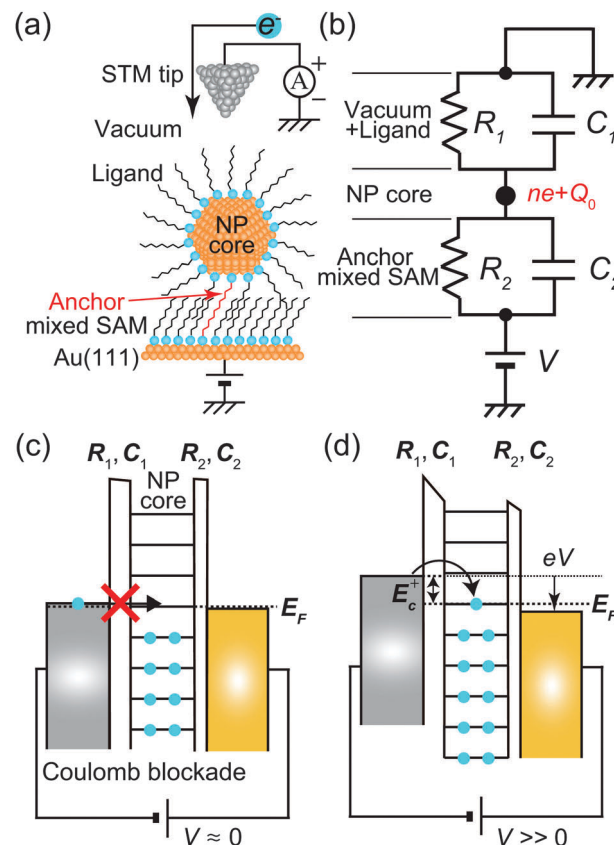 (a)
e-
STM tip
A
+
−
Vacuum
Ligand
NP
core
Anchor
mixed SAM
Au(111)
(b)
Vacuum
+Ligand
R1
C1
NP core
ne+Q0
Anchor
mixed SAM
R2
C2
V
(c)
R1, C1 R2, C2
NP
core
EF
Coulomb blockade
V ≈ 0
(d)
R1, C1 R2, C2
eV
Ec+
EF
V >> 0